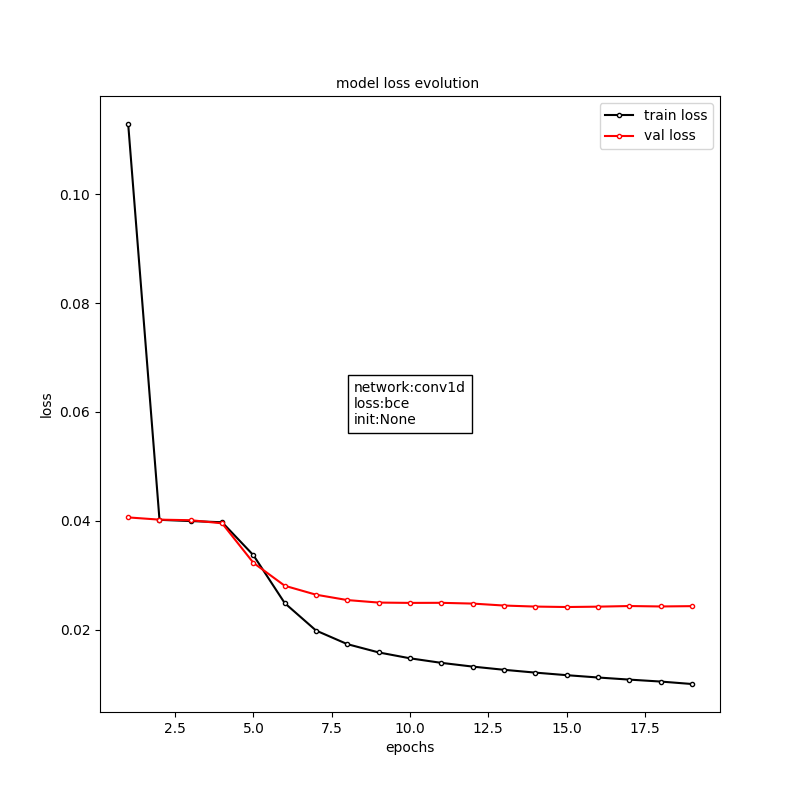 model loss evolution
train loss
val loss
0.10
0.08
0.06
0.04
0.02
loss
network:conv1d
loss:bce
init:None
2.5 5.0 7.5 10.0 12.5 15.0 17.5
epochs